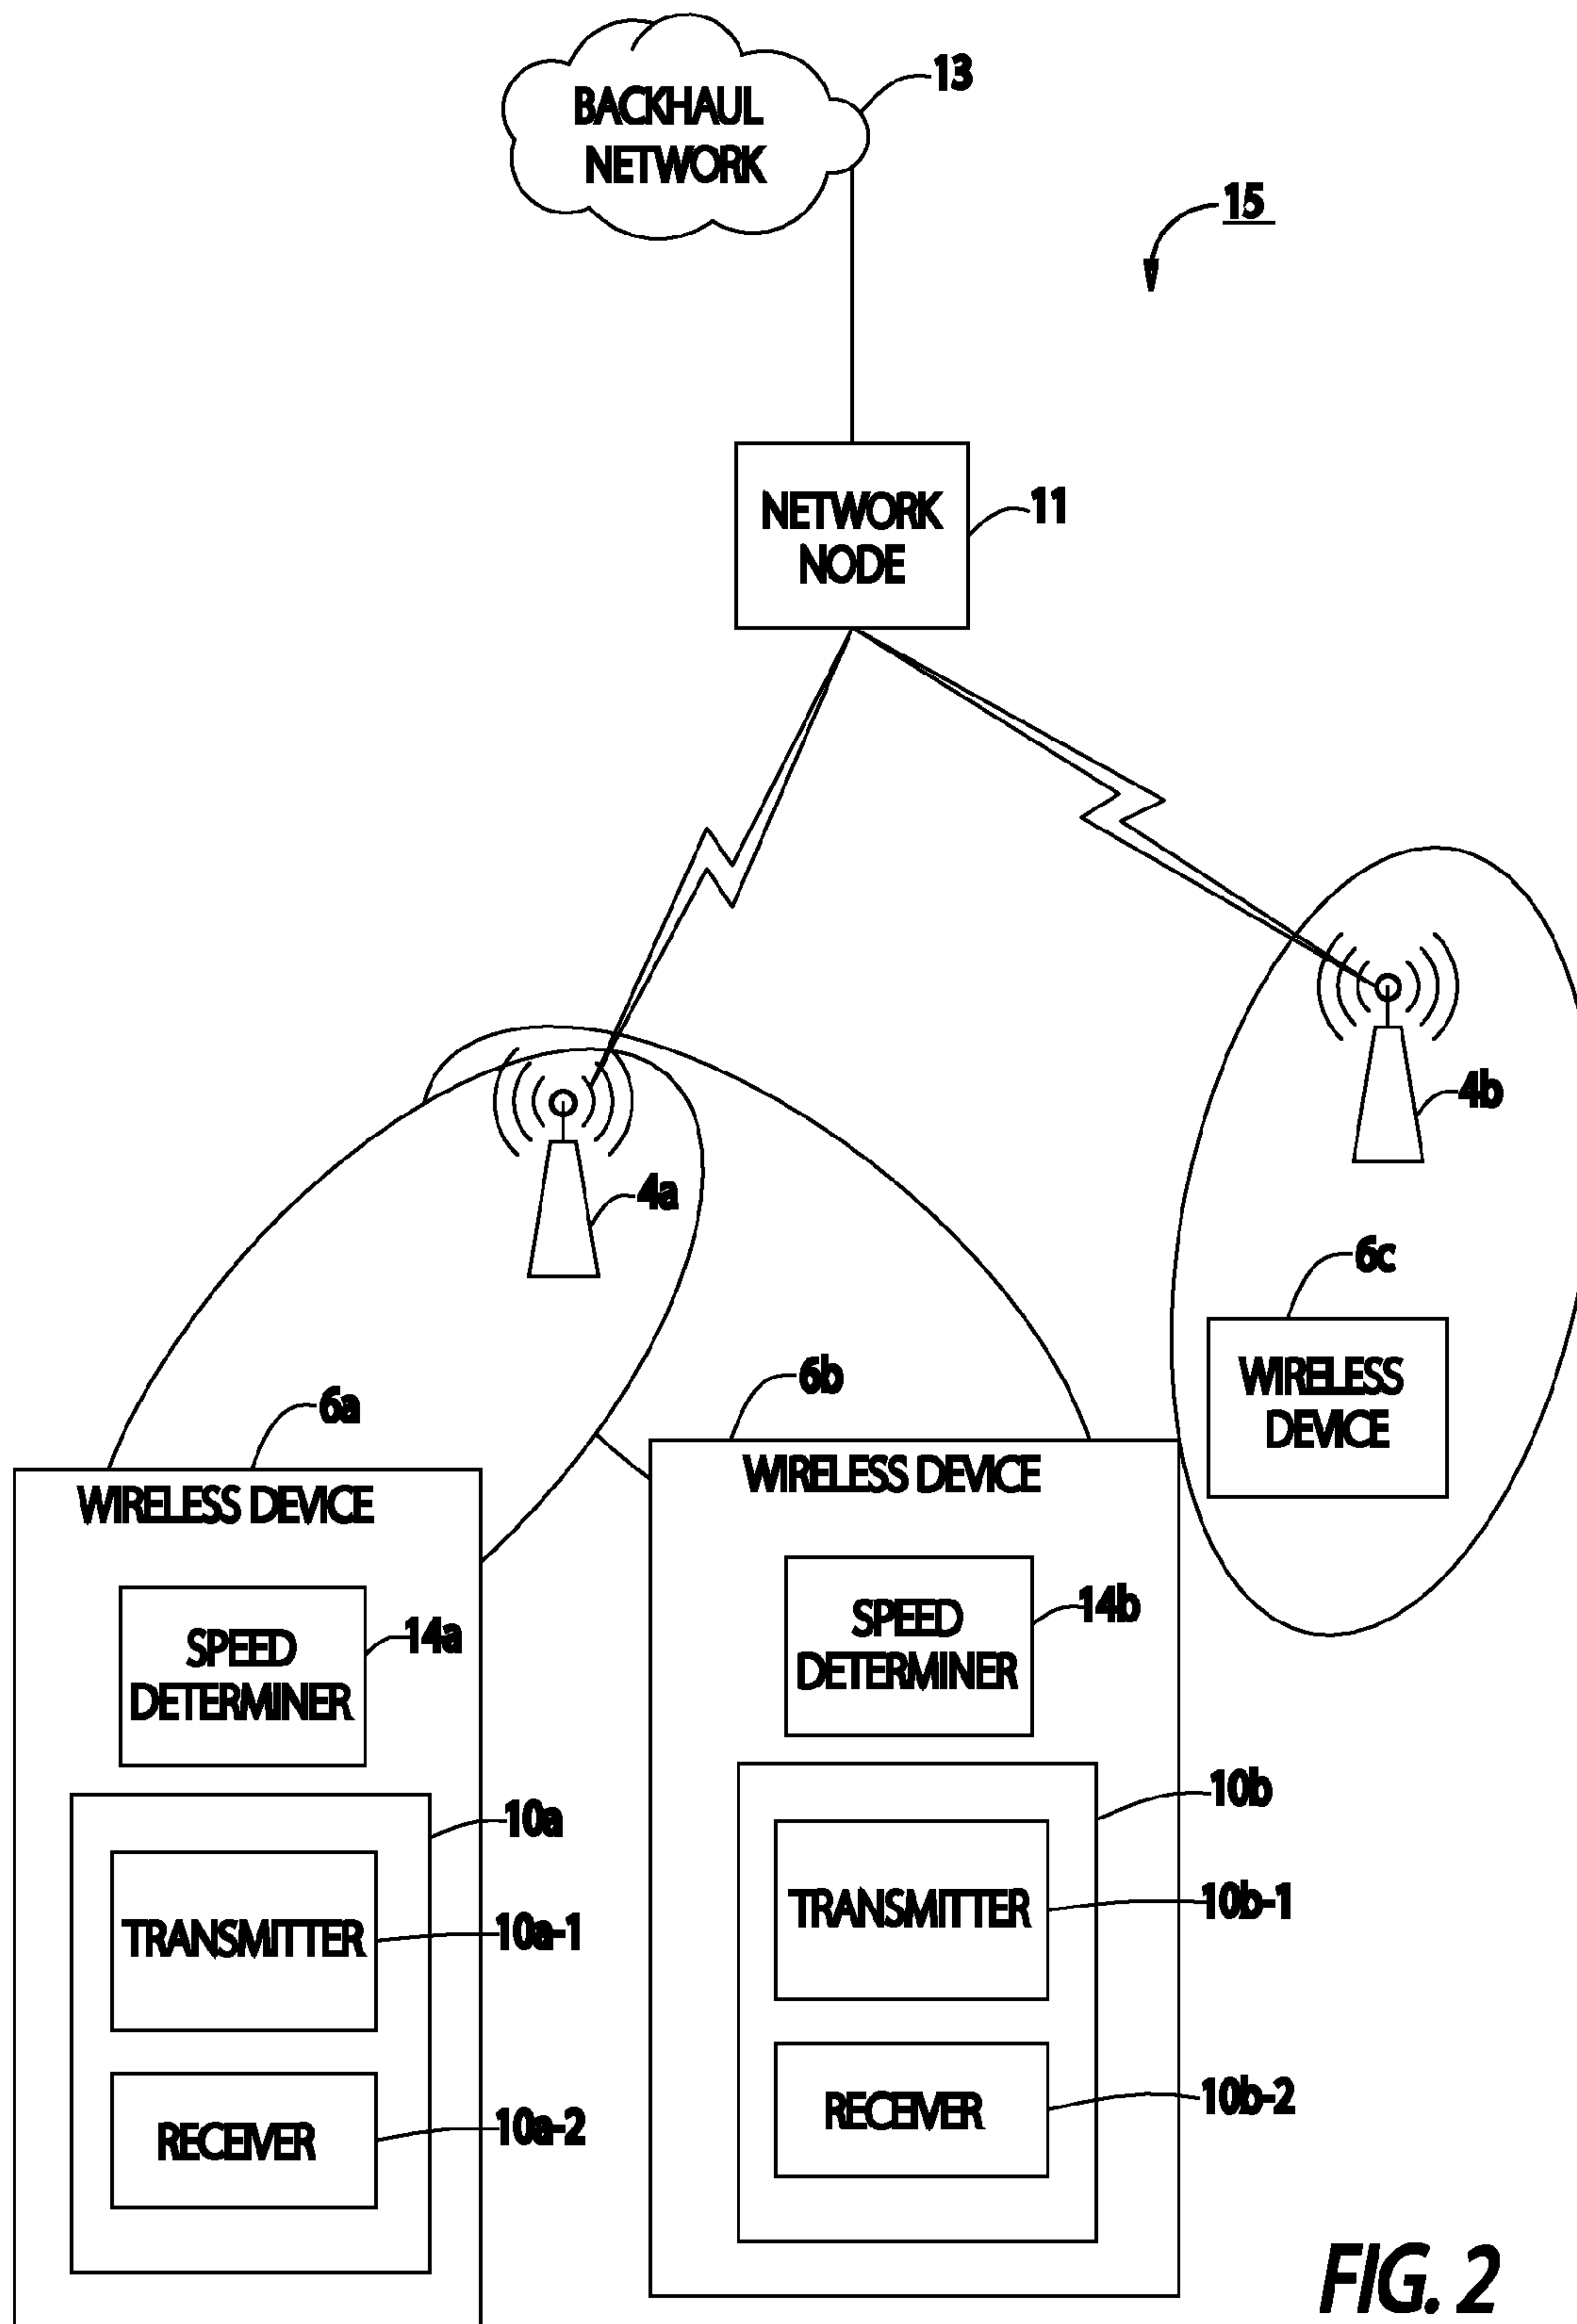 BACKHAUL
NETWORK
13
15
NETWORK
NODE
11
4b
4a
6c
WIRELESS
DEVICE
6b
6a
WIRELESS DEVICE
SPEED
DETERMINER
14a
10a
TRANSMITTER
10a-1
RECEIVER
10a-2
WIRELESS DEVICE
SPEED
DETERMINER
14b
10b
TRANSMITTER
10b-1
RECEIVER
10b-2
FIG. 2